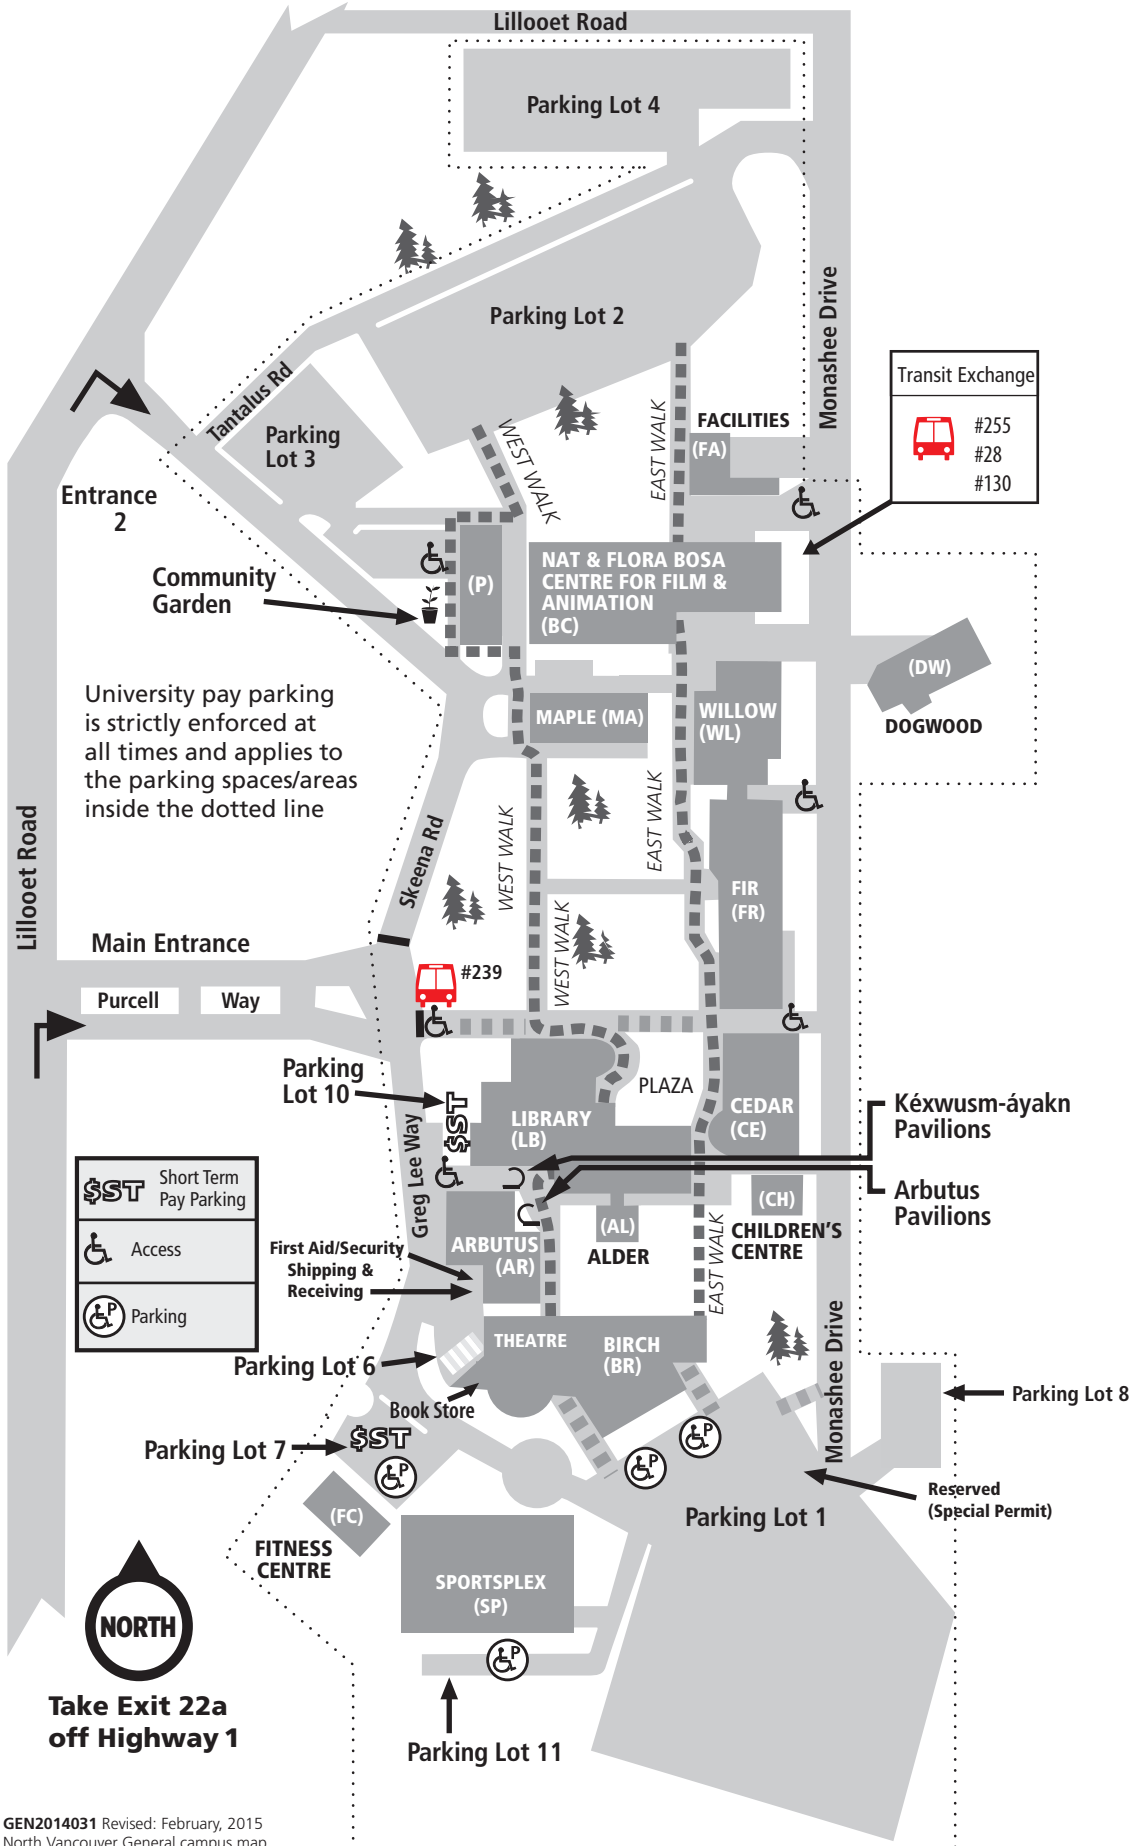 Lillooet Road
Parking Lot 4
Monashee Drive
Parking Lot 2
Tantalus Rd
Parking
Lot 3
WEST WALK
EAST WALK
FACILITIES
(FA)
Transit Exchange
#255
#28
#130
Entrance
2
Community
Garden
(P)
NAT & FLORA BOSA
CENTRE FOR FILM &
ANIMATION
(BC)
(DW)
DOGWOOD
University pay parking
is strictly enforced at
all times and applies to
the parking spaces/areas
inside the dotted line
MAPLE (MA)
WILLOW
(WL)
Lillooet Road
Skeena Rd
WEST WALK
EAST WALK
FIR
(FR)
WEST WALK
Main Entrance
Purcell Way
#239
Parking
Lot 10
$ST
PLAZA
LIBRARY
(LB)
CEDAR
(CE)
Kéxwusm-áyakn
Pavilions
Arbutus
Pavilions
Greg Lee Way
$ST
Short Term
Pay Parking
Access
P
Parking
First Aid/Security
Shipping &
Receiving
ARBUTUS
(AR)
(AL)
ALDER
(CH)
CHILDREN'S
CENTRE
EAST WALK
THEATRE
BIRCH
(BR)
Monashee Drive
Parking Lot 6
Book Store
Parking Lot 8
Parking Lot 7
$ST
P
P
P
Reserved
(Special Permit)
Parking Lot 1
(FC)
FITNESS
CENTRE
SPORTSPLEX
(SP)
P
NORTH
Take Exit 22a
off Highway 1
Parking Lot 11
GEN2014031 Revised: February, 2015
North Vancouver General campus map